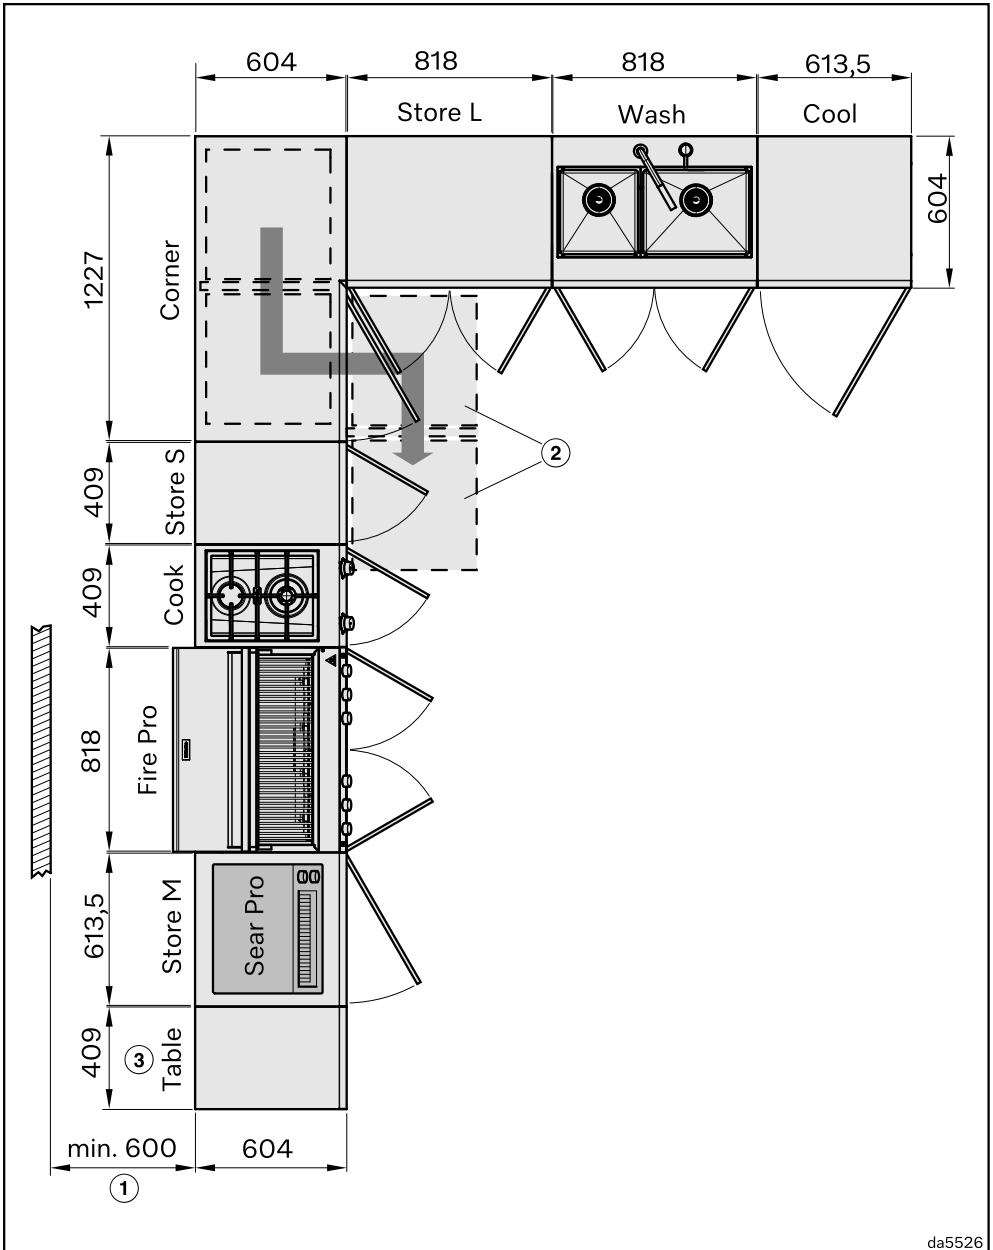 604
818
818
613,5
Store L
Wash
Cool
604
1227
Corner
409
Store S
409
Cook
818
Fire Pro
613,5
Store M
Sear Pro
409
3
Table
2
min. 600
604
1
da5526